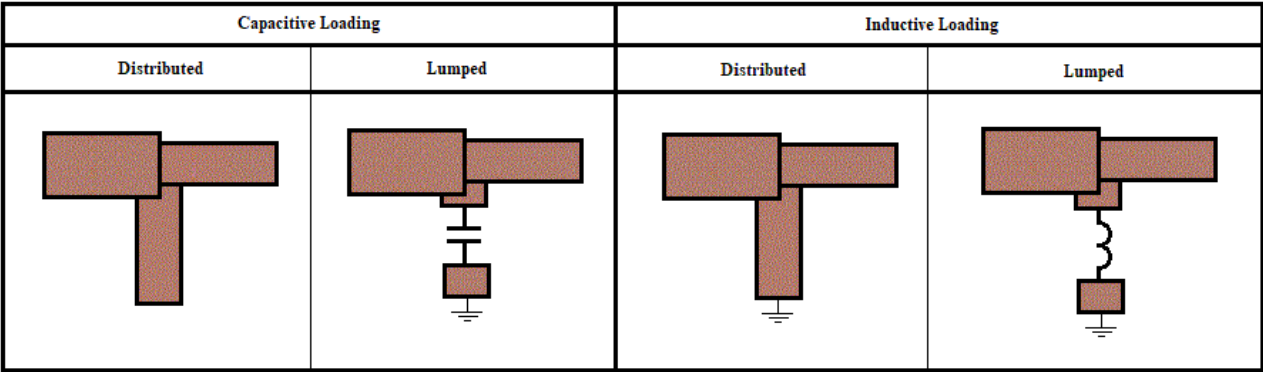 Capacitive Loading
Inductive Loading
Distributed
Lumped
Distributed
Lumped